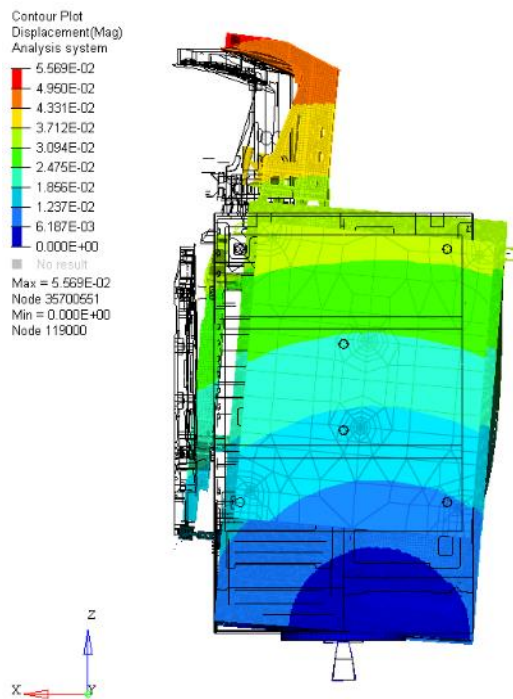 Contour Plot
Displacement(Mag)
Analysis system
5.569E-02
4.950E-02
4.331E-02
3.712E-02
3.094E-02
2.475E-02
1.856E-02
1.237E-02
6.187E-03
0.000E+00
No result
Max = 5.569E-02
Node 35700551
Min = 0.000E+00
Node 119000
Z
X
Y